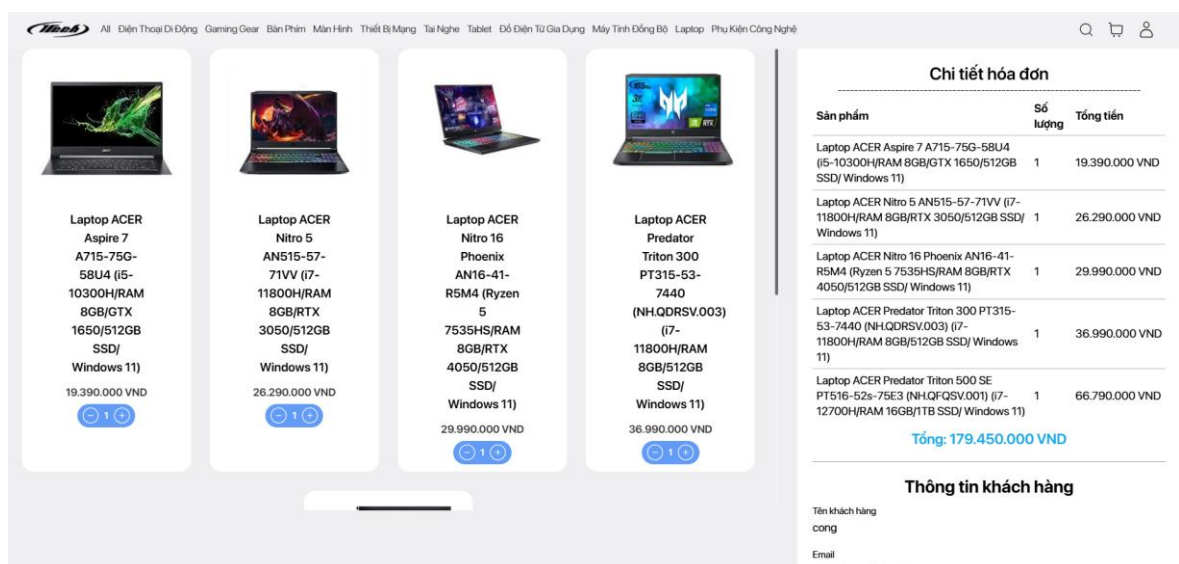 ITech All Điện Thoại Di Động Gaming Gear Bàn Phím Màn Hình Thiết Bị Mạng Tai Nghe Tablet Đồ Điện Tử Gia Dụng Máy Tính Đồng Bộ Laptop Phụ Kiện Công Nghệ
Laptop ACER
Aspire 7
A715-75G-
58U4 (i5-
10300H/RAM
8GB/GTX
1650/512GB
SSD/
Windows 11)
19.390.000 VND
1
Laptop ACER
Nitro 5
AN515-57-
71VV (i7-
11800H/RAM
8GB/RTX
3050/512GB
SSD/
Windows 11)
26.290.000 VND
1
Laptop ACER
Nitro 16
Phoenix
AN16-41-
R5M4 (Ryzen
5
7535HS/RAM
8GB/RTX
4050/512GB
SSD/
Windows 11)
29.990.000 VND
1
Laptop ACER
Predator
Triton 300
PT315-53-
7440
(NH.QDRSV.003)
(i7-
11800H/RAM
8GB/512GB
SSD/
Windows 11)
36.990.000 VND
1
Chi tiết hóa đơn
Sản phẩm Số lượng Tổng tiền
Laptop ACER Aspire 7 A715-75G-58U4
(i5-10300H/RAM 8GB/GTX 1650/512GB 1 19.390.000 VND
SSD/ Windows 11)
Laptop ACER Nitro 5 AN515-57-71VV (i7-
11800H/RAM 8GB/RTX 3050/512GB SSD/ 1 26.290.000 VND
Windows 11)
Laptop ACER Nitro 16 Phoenix AN16-41-
R5M4 (Ryzen 5 7535HS/RAM 8GB/RTX 1 29.990.000 VND
4050/512GB SSD/ Windows 11)
Laptop ACER Predator Triton 300 PT315-
53-7440 (NH.QDRSV.003) (i7-
11800H/RAM 8GB/512GB SSD/ Windows 1 36.990.000 VND
11)
Laptop ACER Predator Triton 500 SE
PT516-52s-75E3 (NH.QFQSV.001) (i7- 1 66.790.000 VND
12700H/RAM 16GB/1TB SSD/ Windows 11)
Tổng: 179.450.000 VND
Thông tin khách hàng
Tên khách hàng
cong
Email